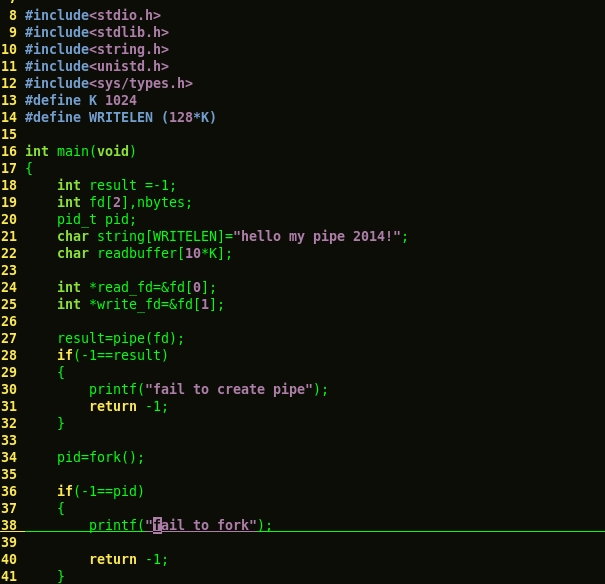 8 #include<stdio.h>
9 #include<stdlib.h>
10 #include<string.h>
11 #include<unistd.h>
12 #include<sys/types.h>
13 #define K 1024
14 #define WRITELEN (128*K)
15
16 int main(void)
17 {
18     int result =-1;
19     int fd[2],nbytes;
20     pid_t pid;
21     char string[WRITELEN]="hello my pipe 2014!";
22     char readbuffer[10*K];
23
24     int *read_fd=&fd[0];
25     int *write_fd=&fd[1];
26
27     result=pipe(fd);
28     if(-1==result)
29     {
30         printf("fail to create pipe");
31         return -1;
32     }
33
34     pid=fork();
35
36     if(-1==pid)
37     {
38         printf("fail to fork");
39
40         return -1;
41     }